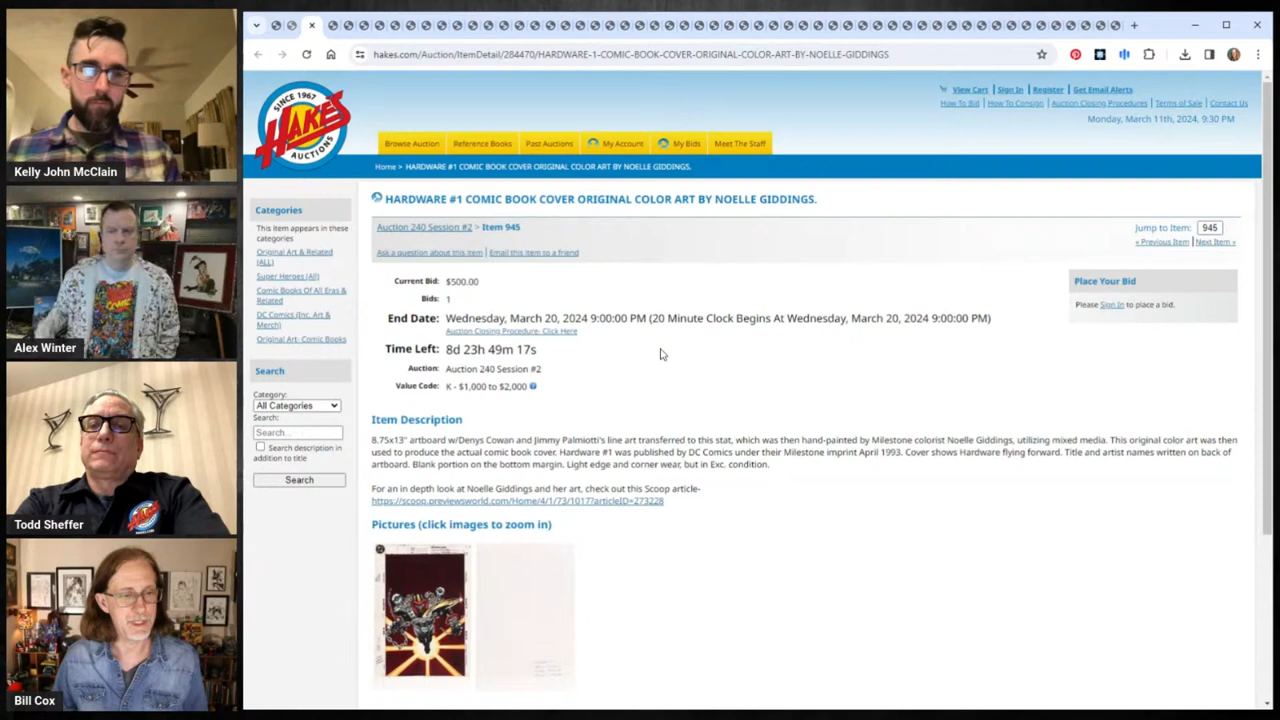 Kelly John McClain
Alex Winter
Todd Sheffer
Bill Cox
hakes.com/Auction/ItemDetail/284470/HARDWARE-1-COMIC-BOOK-COVER-ORIGINAL-COLOR-ART-BY-NOELLE-GIDDINGS
SINCE 1967
HAKE'S
AUCTIONS
View Cart | Sign In | Register | Get Email Alerts
How To Bid | How To Consign | Auction Closing Procedures | Terms of Sale | Contact Us
Monday, March 11th, 2024, 9:30 PM
Browse Auction Reference Books Past Auctions My Account My Bids Meet The Staff
Home > HARDWARE #1 COMIC BOOK COVER ORIGINAL COLOR ART BY NOELLE GIDDINGS.
Categories
This item appears in these
categories
Original Art & Related
(ALL)
Super Heroes (All)
Comic Books Of All Eras &
Related
DC Comics (Inc. Art &
Merch)
Original Art: Comic Books
Search
Category:
All Categories
Search:
Search...
Search description in
addition to title
Search
HARDWARE #1 COMIC BOOK COVER ORIGINAL COLOR ART BY NOELLE GIDDINGS.
Auction 240 Session #2 > Item 945
Jump to Item: 945
« Previous Item | Next Item »
Ask a question about this item | Email this item to a friend
Current Bid: $500.00
Bids: 1
End Date: Wednesday, March 20, 2024 9:00:00 PM (20 Minute Clock Begins At Wednesday, March 20, 2024 9:00:00 PM)
Auction Closing Procedure- Click Here
Time Left: 8d 23h 49m 17s
Auction: Auction 240 Session #2
Value Code: K - $1,000 to $2,000
Place Your Bid
Please Sign In to place a bid.
Item Description
8.75x13" artboard w/Denys Cowan and Jimmy Palmiotti's line art transferred to this stat, which was then hand-painted by Milestone colorist Noelle Giddings, utilizing mixed media. This original color art was then
used to produce the actual comic book cover. Hardware #1 was published by DC Comics under their Milestone imprint April 1993. Cover shows Hardware flying forward. Title and artist names written on back of
artboard. Blank portion on the bottom margin. Light edge and corner wear, but in Exc. condition.
For an in depth look at Noelle Giddings and her art, check out this Scoop article-
https://scoop.previewsworld.com/Home/4/1/73/1017?articleID=273228
Pictures (click images to zoom in)